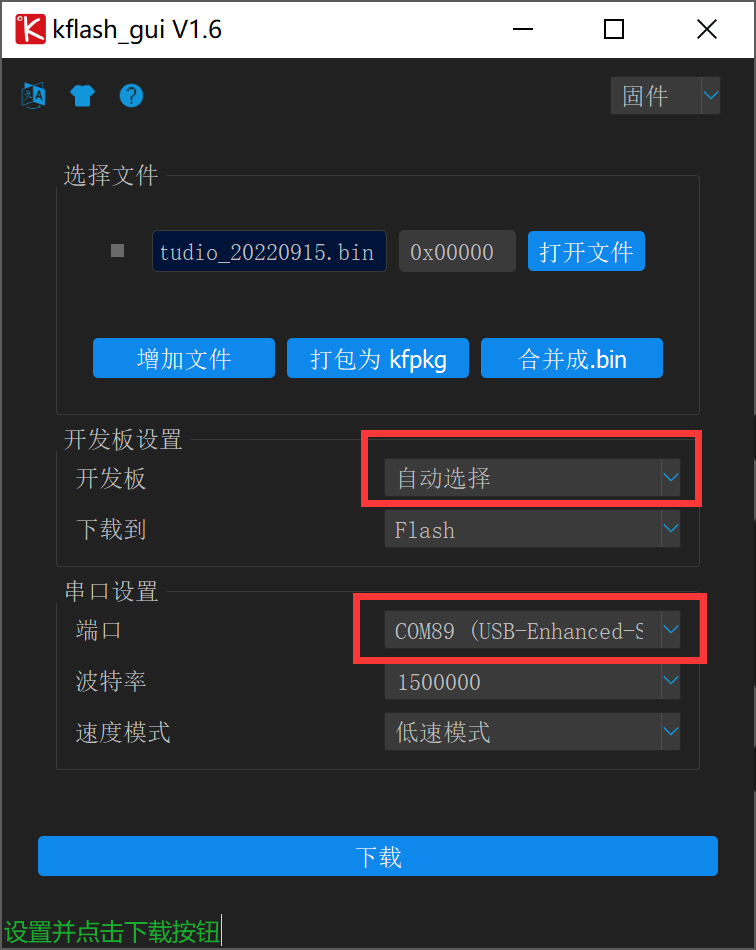 kflash_gui V1.6
固件
选择文件
tudio_20220915.bin 0x00000 打开文件
增加文件 打包为 kfpkg 合并成.bin
开发板设置
开发板 自动选择
下载到 Flash
串口设置
端口 COM89 (USB-Enhanced-S
波特率 1500000
速度模式 低速模式
下载
设置并点击下载按钮